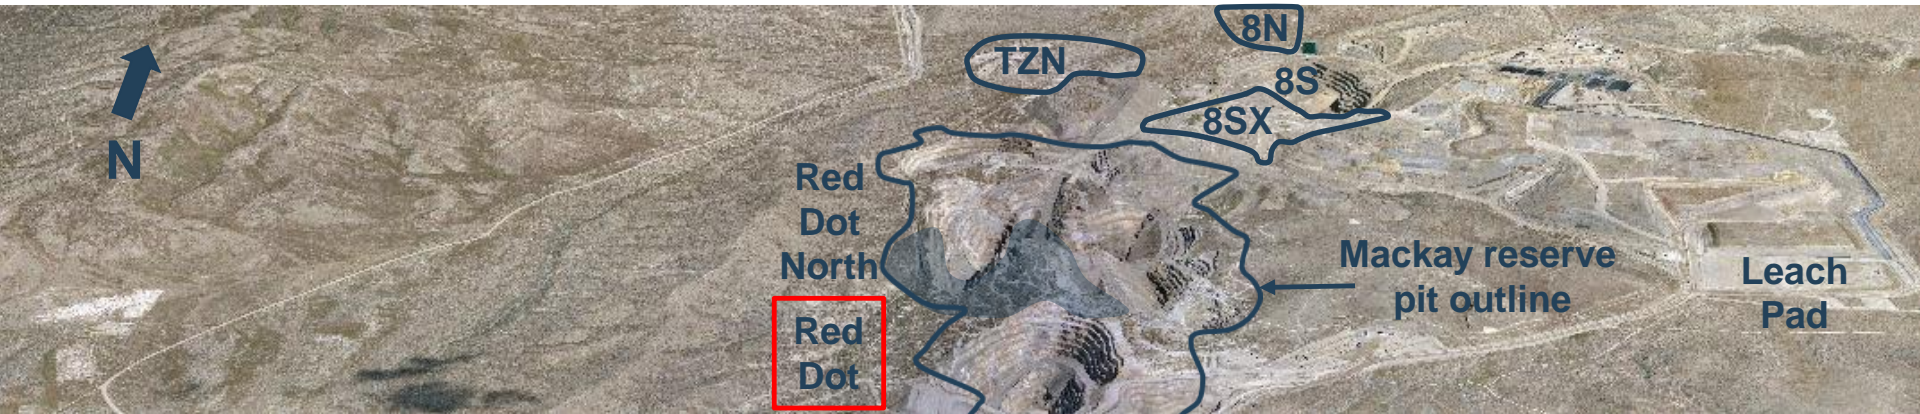 8N
TZN
8S
8SX
N
Red
Dot
North
Mackay reserve
pit outline
Leach
Pad
Red
Dot